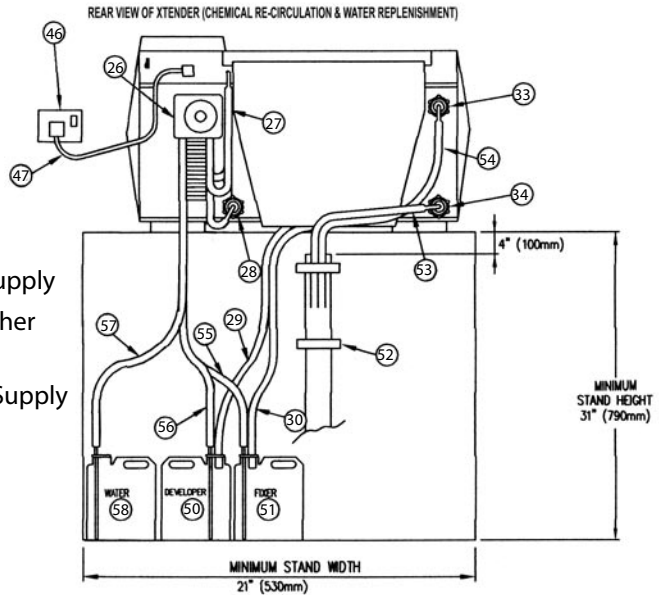 REAR VIEW OF XTENDER (CHEMICAL RE-CIRCULATION & WATER REPLENISHMENT)
46
26
33
27
54
47
34
28
4" (100mm)
53
upply
29
her
57
55
52
Supply
MINIMUM
STAND HEIGHT
31" (790mm)
56
30
WATER
58
DEVELOPER
50
FIXER
51
MINIMUM STAND WIDTH
21" (530mm)